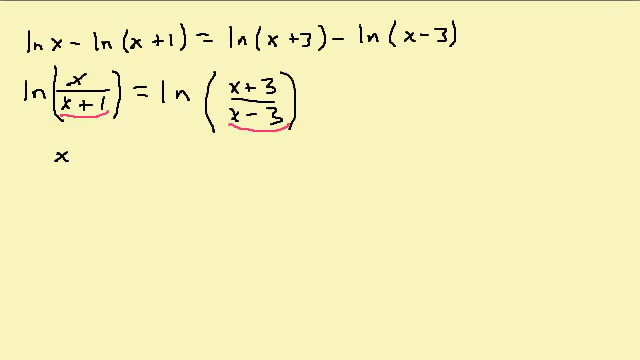 ln x - ln (x + 1) = ln (x + 3) - ln (x - 3)
ln (x / (x + 1)) = ln ((x + 3) / (x - 3))
x